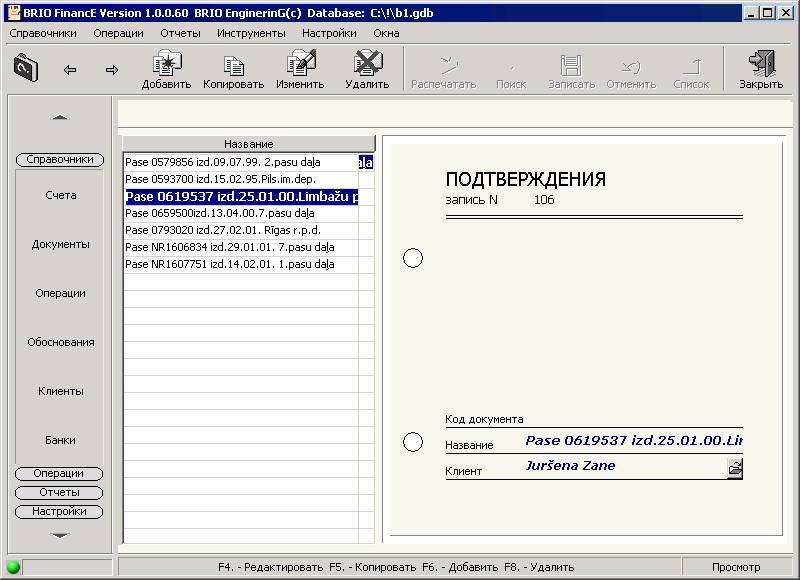 BRIO FinancE Version 1.0.0.60 BRIO EnginerinG(c) Database: C:\!\b1.gdb
Справочники Операции Отчеты Инструменты Настройки Окна
Добавить Копировать Изменить Удалить Распечатать Поиск Записать Отменить Список Закрыть
Справочники
Счета
Документы
Операции
Обоснования
Клиенты
Банки
Операции
Отчеты
Настройки
Название
Pase 0579856 izd.09.07.99. 2.pasu daļa
aļa
Pase 0593700 izd.15.02.95.Pils.im.dep.
Pase 0619537 izd.25.01.00.Limbažu p
Pase 0659500izd.13.04.00.7.pasu daļa
Pase 0793020 izd.27.02.01. Rīgas r.p.d.
Pase NR1606834 izd.29.01.01. 7.pasu daļa
Pase NR1607751 izd.14.02.01. 1.pasu daļa
ПОДТВЕРЖДЕНИЯ
запись N 106
Код документа
Название Pase 0619537 izd.25.01.00.Lir
Клиент Juršena Zane
F4. - Редактировать F5. - Копировать F6. - Добавить F8. - Удалить
Просмотр